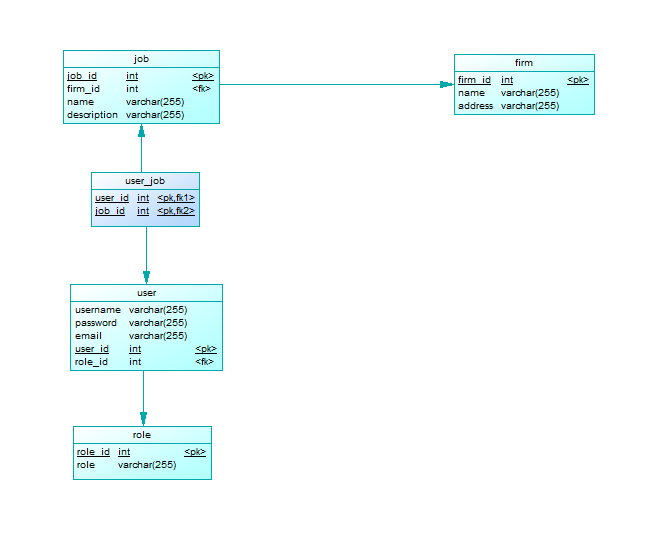 job
job_id int <pk>
firm_id int <fk>
name varchar(255)
description varchar(255)
firm
firm_id int <pk>
name varchar(255)
address varchar(255)
user_job
user_id int <pk,fk1>
job_id int <pk,fk2>
user
username varchar(255)
password varchar(255)
email varchar(255)
user_id int <pk>
role_id int <fk>
role
role_id int <pk>
role varchar(255)